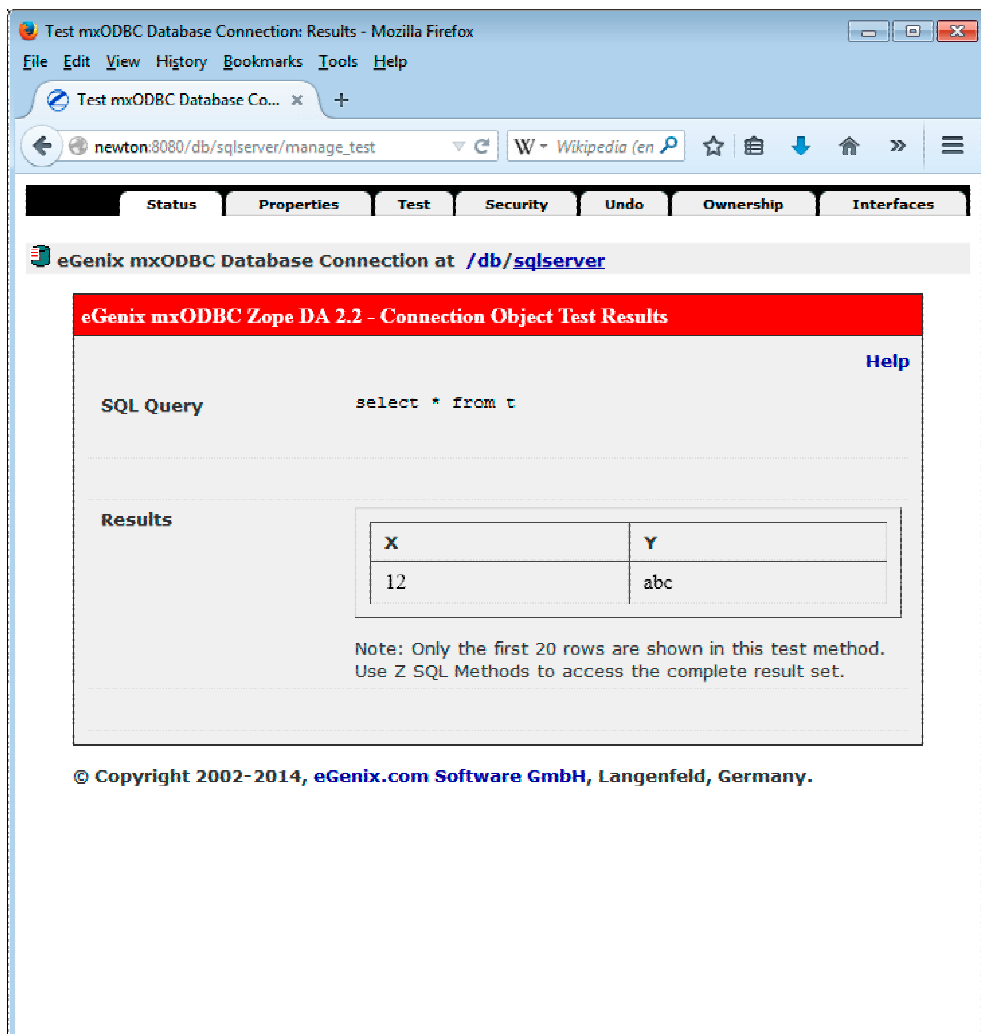 Test mxODBC Database Connection: Results - Mozilla Firefox
File Edit View History Bookmarks Tools Help
Test mxODBC Database Co... × +
newton:8080/db/sqlserver/manage_test W Wikipedia (en
Status Properties Test Security Undo Ownership Interfaces
eGenix mxODBC Database Connection at /db/sqlserver
eGenix mxODBC Zope DA 2.2 - Connection Object Test Results
Help
SQL Query select * from t
Results
X Y
12 abc
Note: Only the first 20 rows are shown in this test method.
Use Z SQL Methods to access the complete result set.
© Copyright 2002-2014, eGenix.com Software GmbH, Langenfeld, Germany.